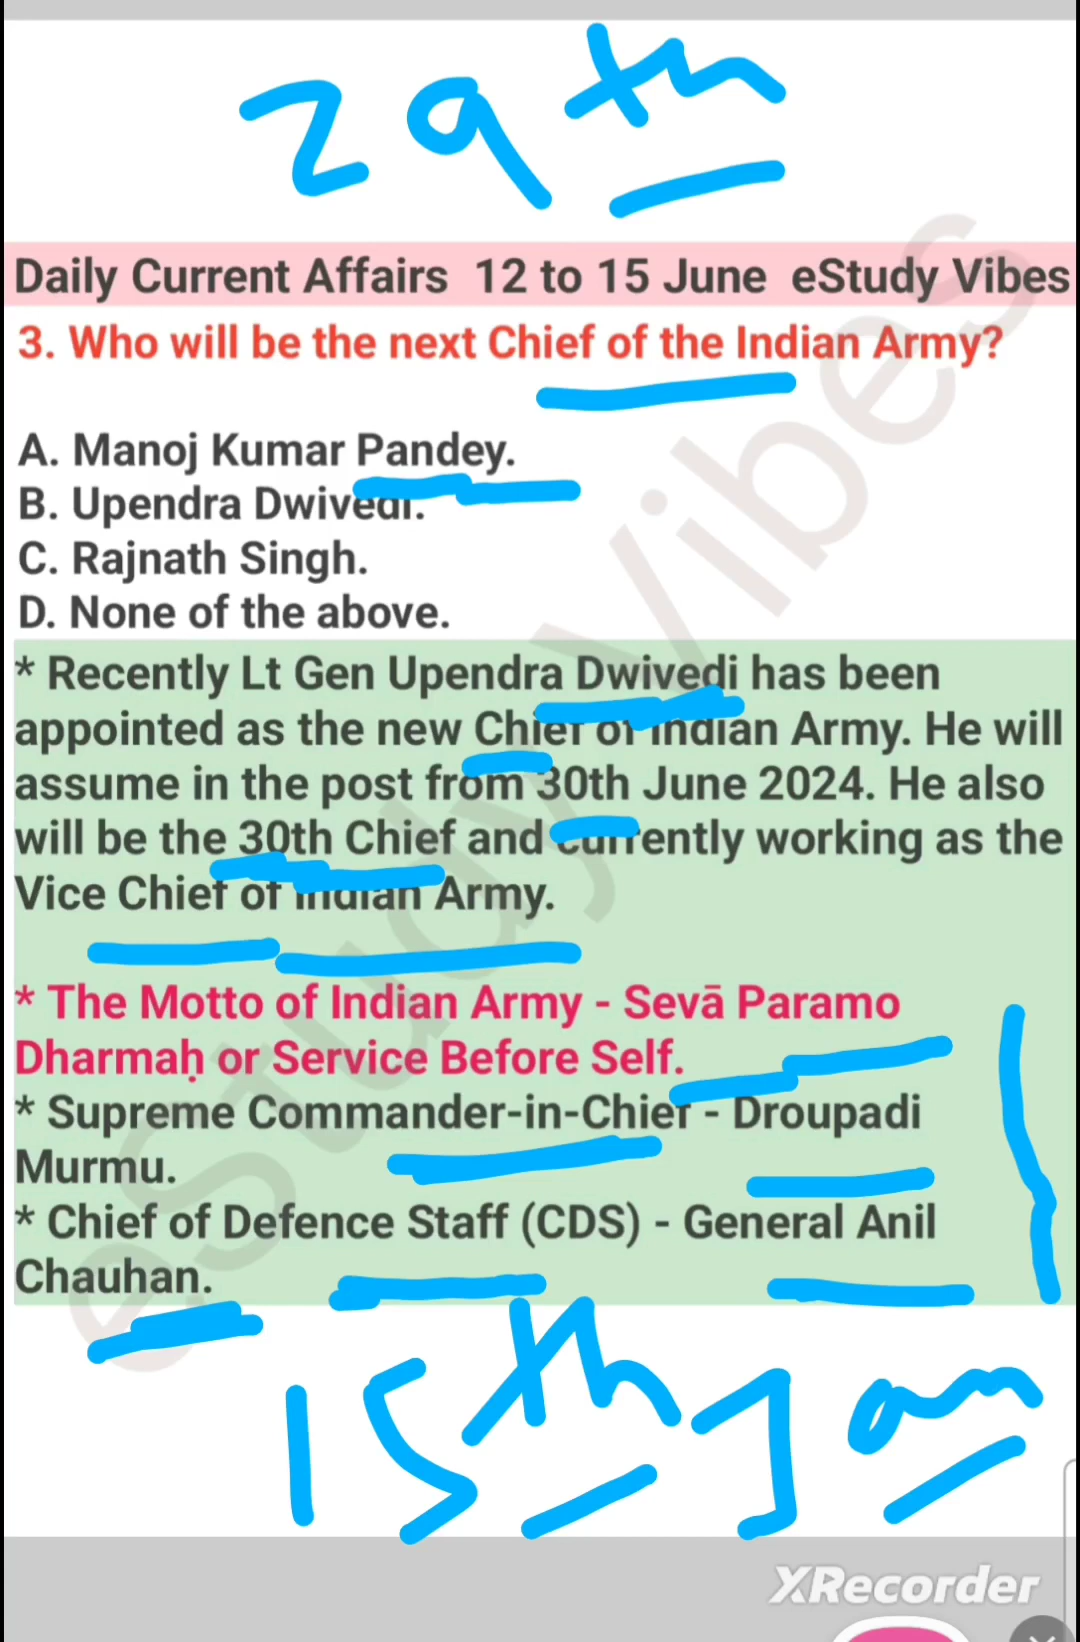 29th
Daily Current Affairs 12 to 15 June eStudy Vibes
3. Who will be the next Chief of the Indian Army?
A. Manoj Kumar Pandey.
B. Upendra Dwivedi.
C. Rajnath Singh.
D. None of the above.
* Recently Lt Gen Upendra Dwivedi has been
appointed as the new Chief of Indian Army. He will
assume in the post from 30th June 2024. He also
will be the 30th Chief and currently working as the
Vice Chief of Indian Army.
* The Motto of Indian Army - Sevā Paramo
Dharmaḥ or Service Before Self.
* Supreme Commander-in-Chief - Droupadi
Murmu.
* Chief of Defence Staff (CDS) - General Anil
Chauhan.
15th Jan
eStudyVibes
XRecorder